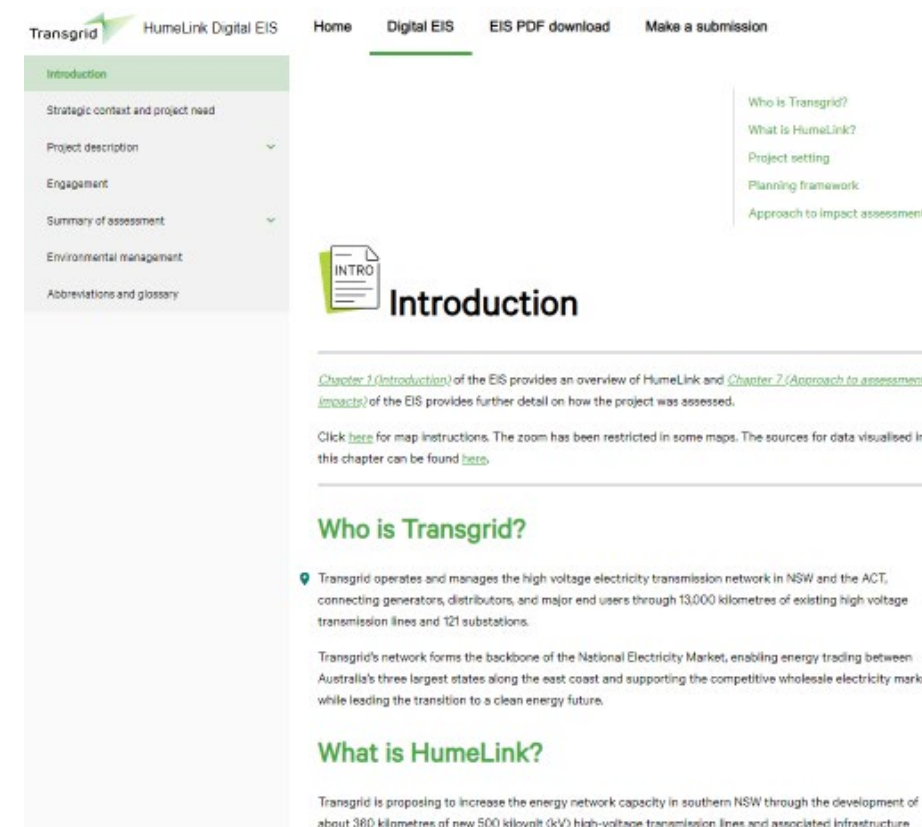 Transgrid HumeLink Digital EIS Home Digital EIS EIS PDF download Make a submission
Introduction
Strategic context and project need
Project description
Engagement
Summary of assessment
Environmental management
Abbreviations and glossary
Who is Transgrid?
What is HumeLink?
Project setting
Planning framework
Approach to impact assessment
INTRO
Introduction
Chapter 1 (Introduction) of the EIS provides an overview of HumeLink and Chapter 7 (Approach to assessment
impacts) of the EIS provides further detail on how the project was assessed.
Click here for map instructions. The zoom has been restricted in some maps. The sources for data visualised in
this chapter can be found here.
Who is Transgrid?
Transgrid operates and manages the high voltage electricity transmission network in NSW and the ACT,
connecting generators, distributors, and major end users through 13,000 kilometres of existing high voltage
transmission lines and 121 substations.
Transgrid's network forms the backbone of the National Electricity Market, enabling energy trading between
Australia's three largest states along the east coast and supporting the competitive wholesale electricity mark
while leading the transition to a clean energy future.
What is HumeLink?
Transgrid is proposing to increase the energy network capacity in southern NSW through the development of
about 360 kilometres of new 500 kilovolt (kV) high-voltage transmission lines and associated infrastructure